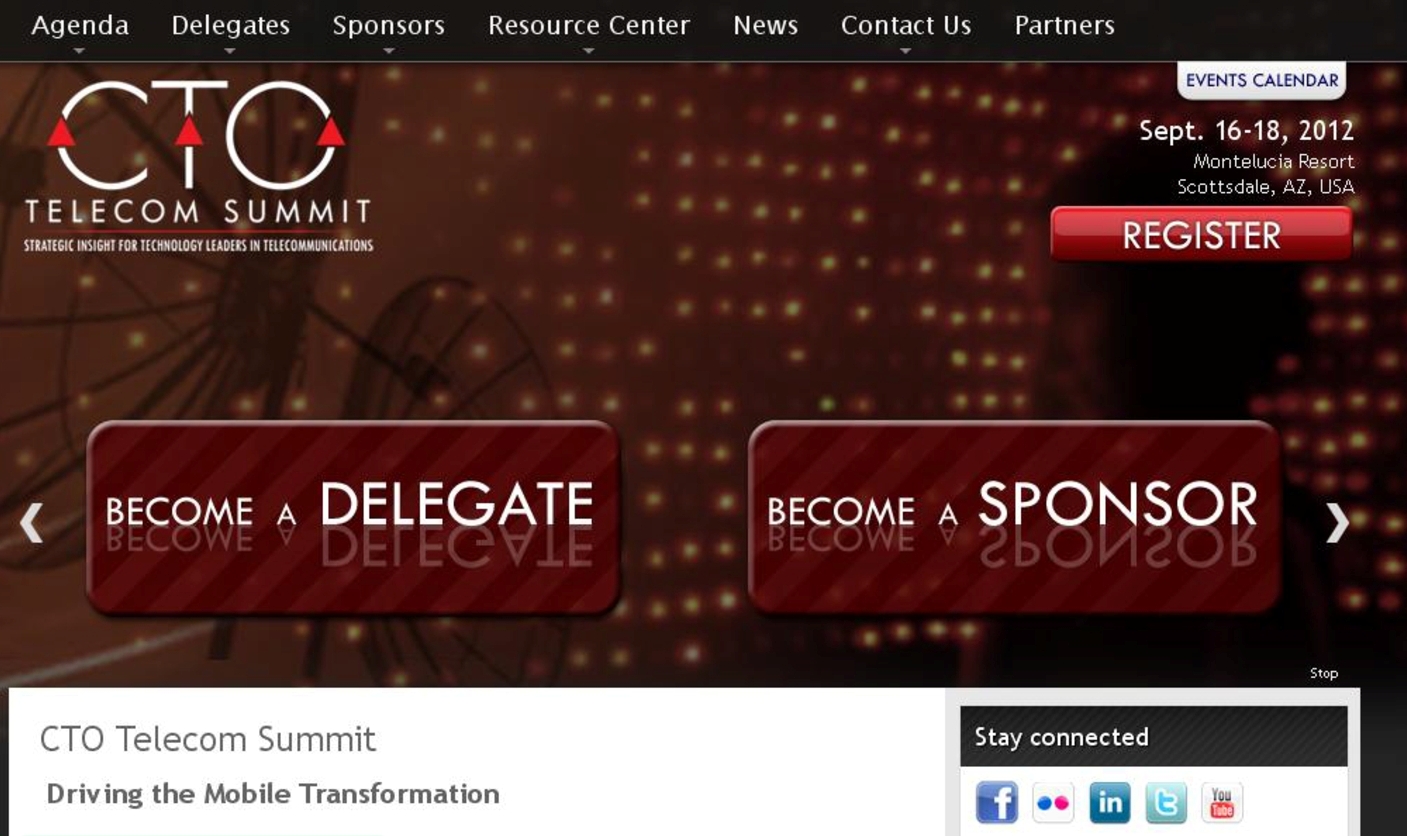 Agenda Delegates Sponsors Resource Center News Contact Us Partners
EVENTS CALENDAR
CTO
TELECOM SUMMIT
STRATEGIC INSIGHT FOR TECHNOLOGY LEADERS IN TELECOMMUNICATIONS
Sept. 16-18, 2012
Montelucia Resort
Scottsdale, AZ, USA
REGISTER
BECOME A DELEGATE
BECOME A SPONSOR
Stop
CTO Telecom Summit
Driving the Mobile Transformation
Stay connected
f
in
t
You
Tube